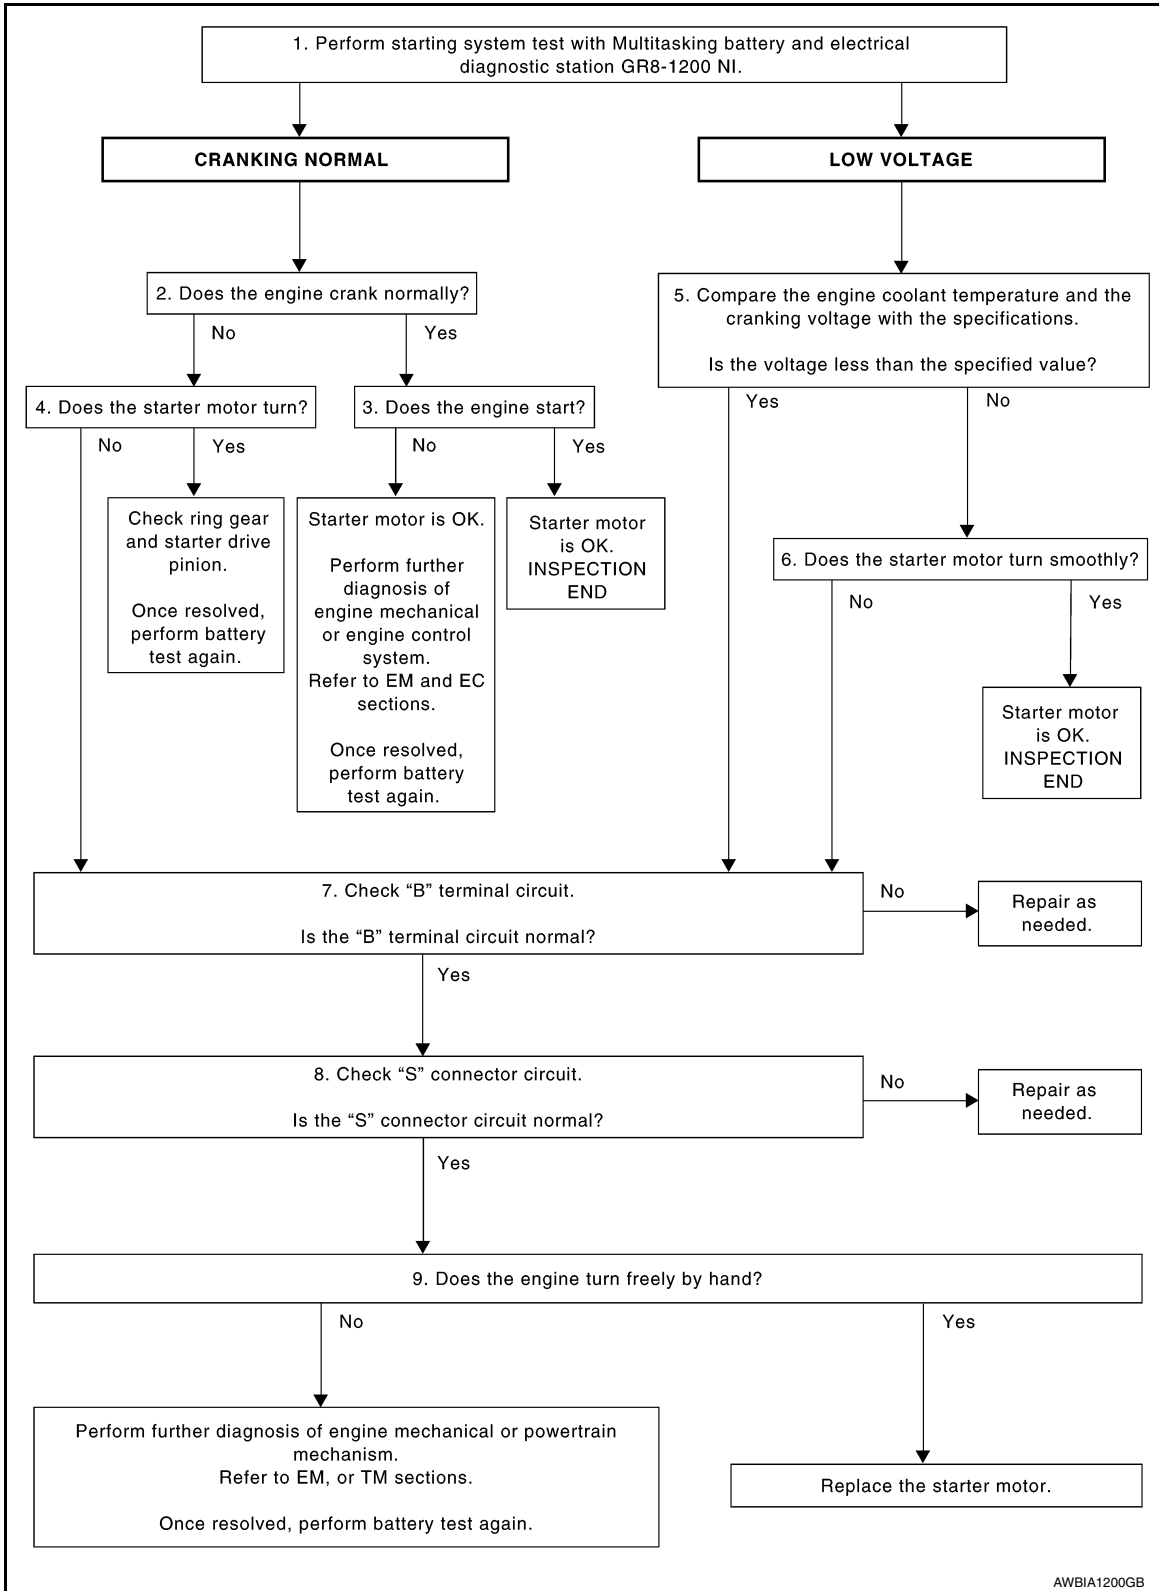 1. Perform starting system test with Multitasking battery and electrical
diagnostic station GR8-1200 NI.
CRANKING NORMAL
LOW VOLTAGE
2. Does the engine crank normally?
No
Yes
5. Compare the engine coolant temperature and the
cranking voltage with the specifications.
Is the voltage less than the specified value?
Yes
No
4. Does the starter motor turn?
No
Yes
3. Does the engine start?
No
Yes
Check ring gear
and starter drive
pinion.
Once resolved,
perform battery
test again.
Starter motor is OK.
Perform further
diagnosis of
engine mechanical
or engine control
system.
Refer to EM and EC
sections.
Once resolved,
perform battery
test again.
Starter motor
is OK.
INSPECTION
END
6. Does the starter motor turn smoothly?
No
Yes
Starter motor
is OK.
INSPECTION
END
7. Check “B” terminal circuit.
Is the “B” terminal circuit normal?
No
Repair as
needed.
Yes
8. Check “S” connector circuit.
Is the “S” connector circuit normal?
No
Repair as
needed.
Yes
9. Does the engine turn freely by hand?
No
Yes
Perform further diagnosis of engine mechanical or powertrain
mechanism.
Refer to EM, or TM sections.
Once resolved, perform battery test again.
Replace the starter motor.
AWBIA1200GB